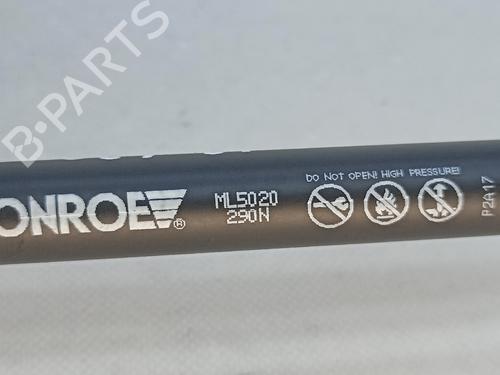 B-PARTS
ONROE®
ML5020
290N
DO NOT OPEN! HIGH PRESSURE!
P2A17